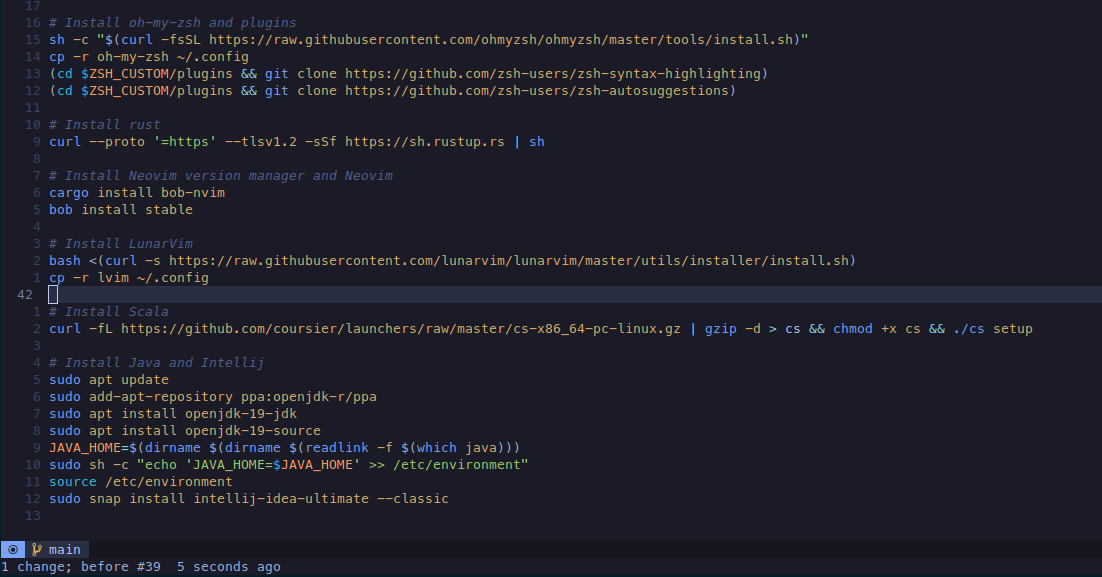 17
16 # Install oh-my-zsh and plugins
15 sh -c "$(curl -fsSL https://raw.githubusercontent.com/ohmyzsh/ohmyzsh/master/tools/install.sh)"
14 cp -r oh-my-zsh ~/.config
13 (cd $ZSH_CUSTOM/plugins && git clone https://github.com/zsh-users/zsh-syntax-highlighting)
12 (cd $ZSH_CUSTOM/plugins && git clone https://github.com/zsh-users/zsh-autosuggestions)
11
10 # Install rust
9 curl --proto '=https' --tlsv1.2 -sSf https://sh.rustup.rs | sh
8
7 # Install Neovim version manager and Neovim
6 cargo install bob-nvim
5 bob install stable
4
3 # Install LunarVim
2 bash <(curl -s https://raw.githubusercontent.com/lunarvim/lunarvim/master/utils/installer/install.sh)
1 cp -r lvim ~/.config
42
1 # Install Scala
2 curl -fL https://github.com/coursier/launchers/raw/master/cs-x86_64-pc-linux.gz | gzip -d > cs && chmod +x cs && ./cs setup
3
4 # Install Java and Intellij
5 sudo apt update
6 sudo add-apt-repository ppa:openjdk-r/ppa
7 sudo apt install openjdk-19-jdk
8 sudo apt install openjdk-19-source
9 JAVA_HOME=$(dirname $(dirname $(readlink -f $(which java))))
10 sudo sh -c "echo 'JAVA_HOME=$JAVA_HOME' >> /etc/environment"
11 source /etc/environment
12 sudo snap install intellij-idea-ultimate --classic
13
main
1 change; before #39  5 seconds ago